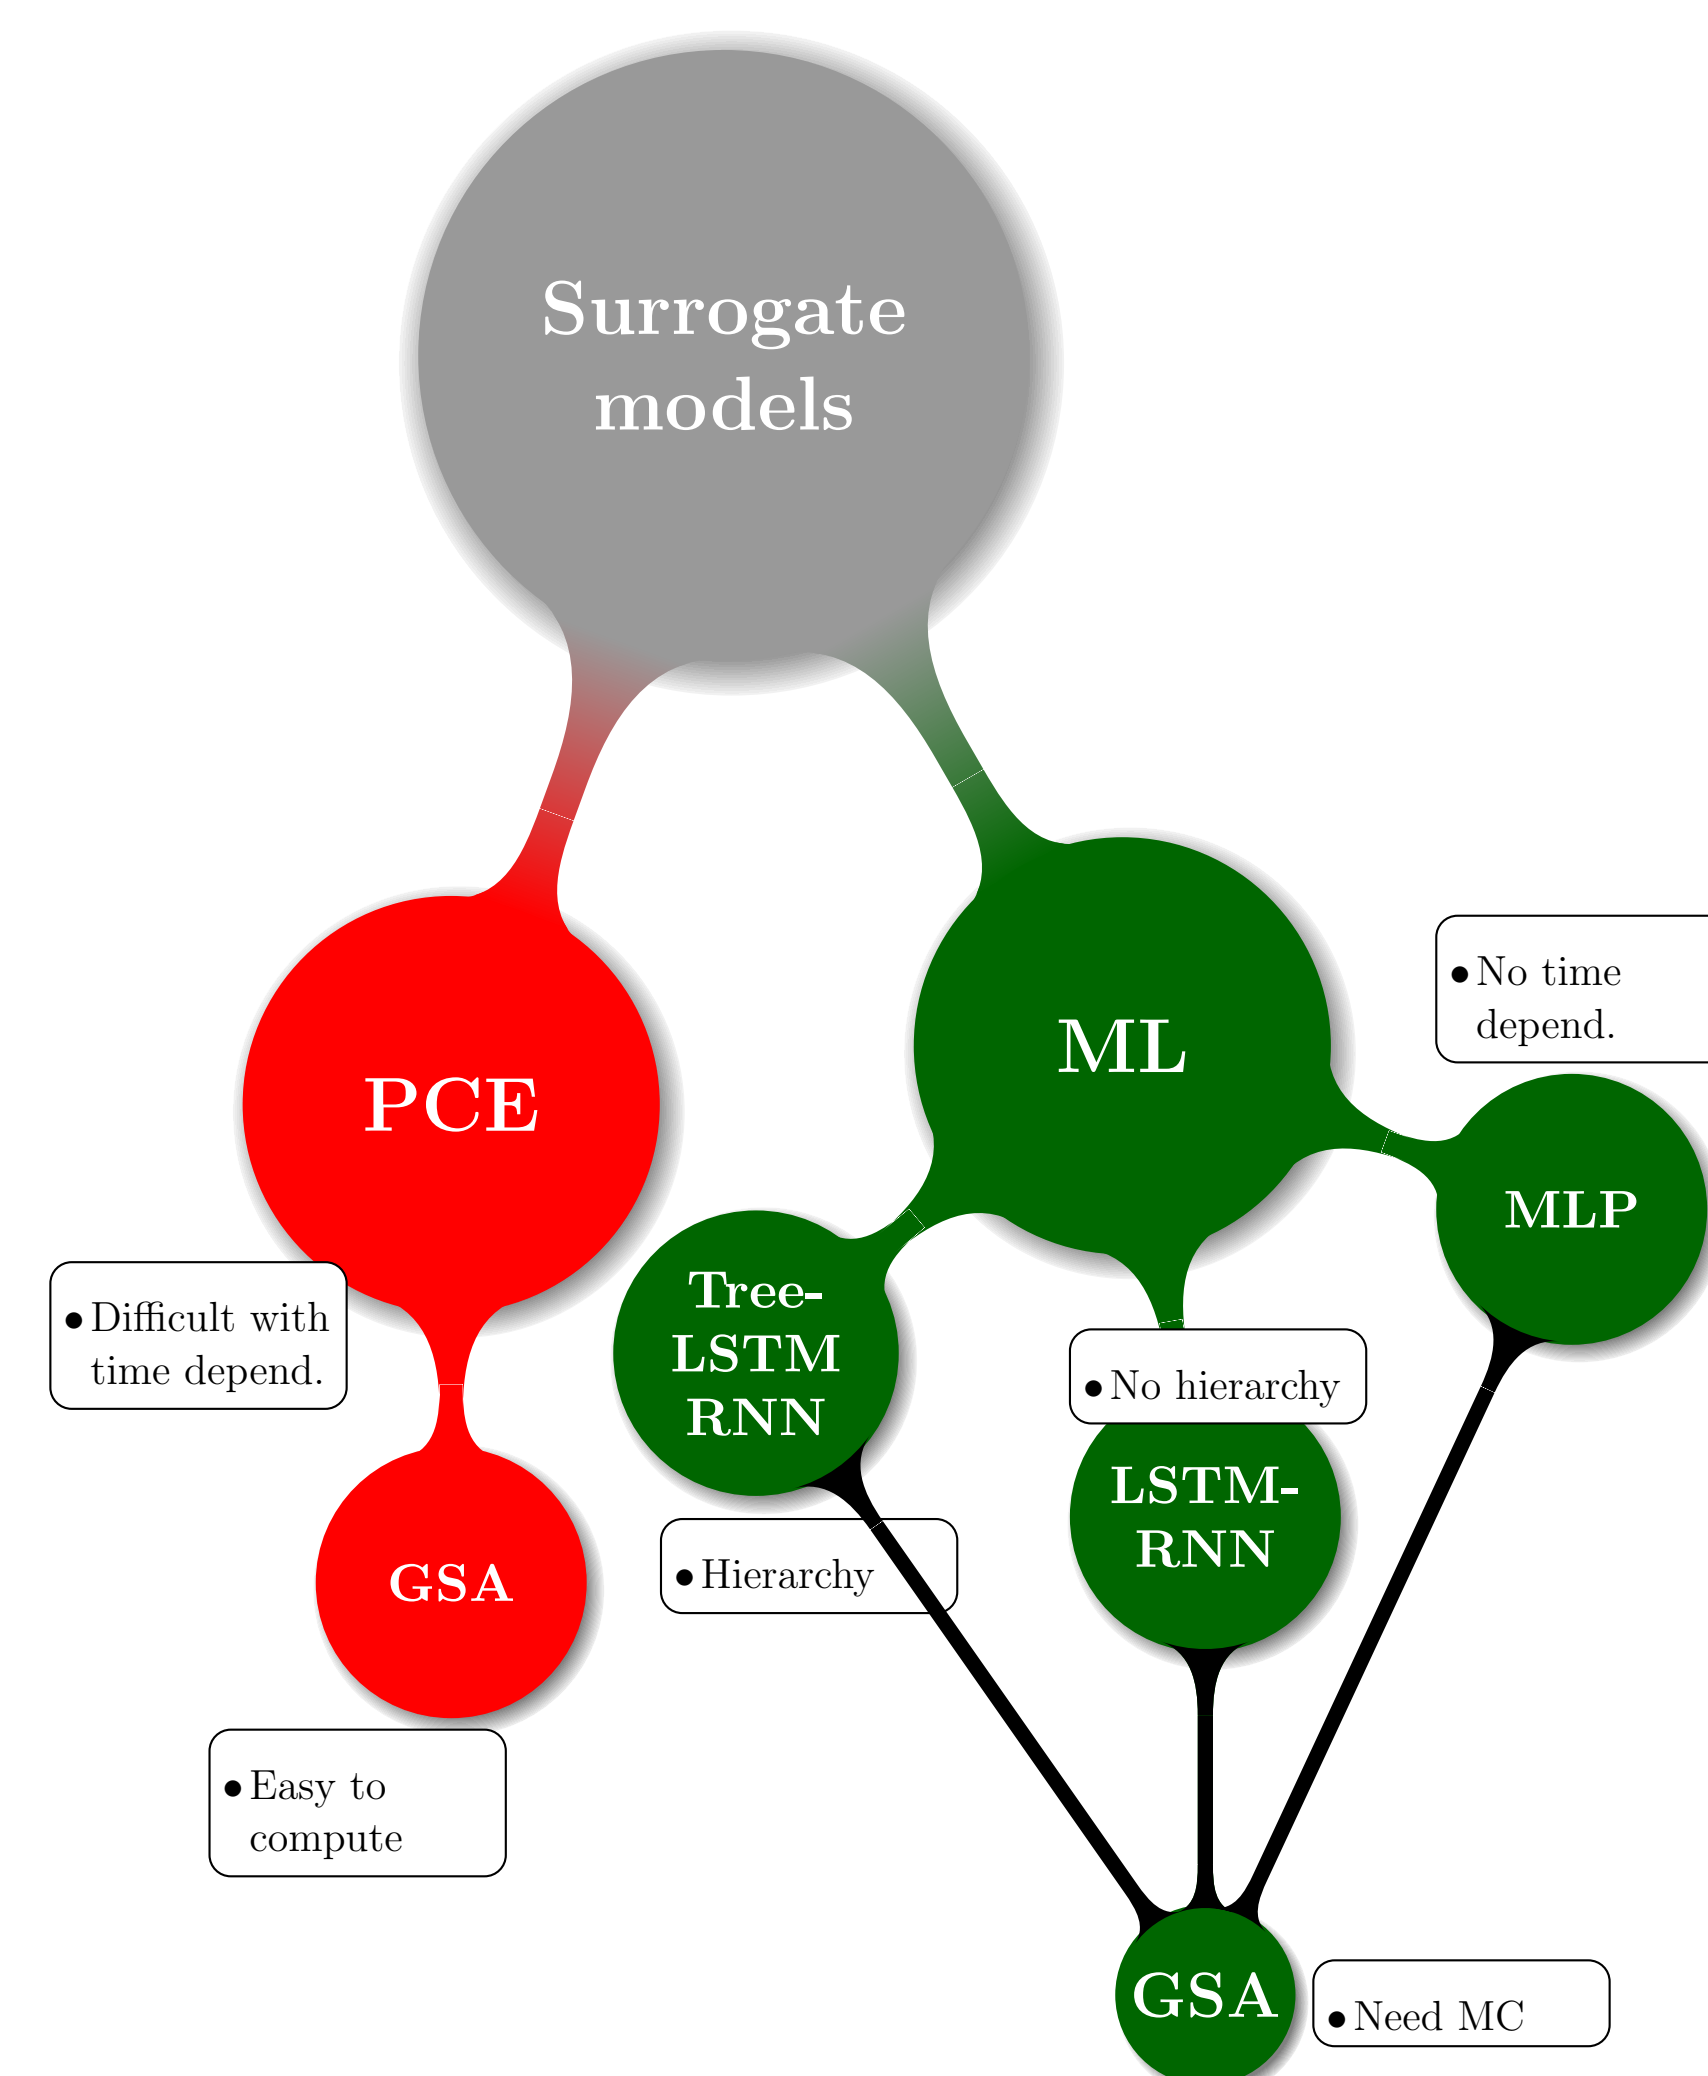 Surrogate
models
PCE
ML
• No time
depend.
MLP
• Difficult with
time depend.
Tree-
LSTM
RNN
• No hierarchy
LSTM-
RNN
GSA
• Hierarchy
• Easy to
compute
GSA
• Need MC